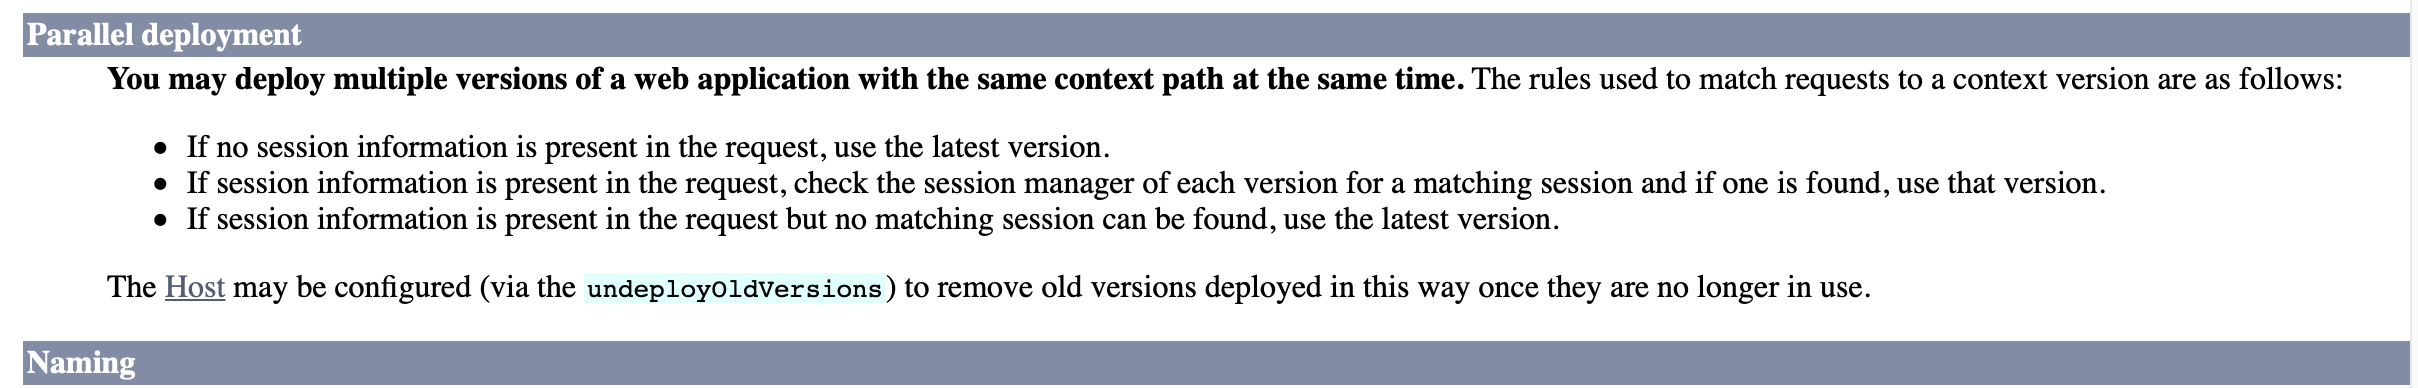 Parallel deployment
You may deploy multiple versions of a web application with the same context path at the same time. The rules used to match requests to a context version are as follows:
• If no session information is present in the request, use the latest version.
• If session information is present in the request, check the session manager of each version for a matching session and if one is found, use that version.
• If session information is present in the request but no matching session can be found, use the latest version.
The Host may be configured (via the undeployOldVersions) to remove old versions deployed in this way once they are no longer in use.
Naming